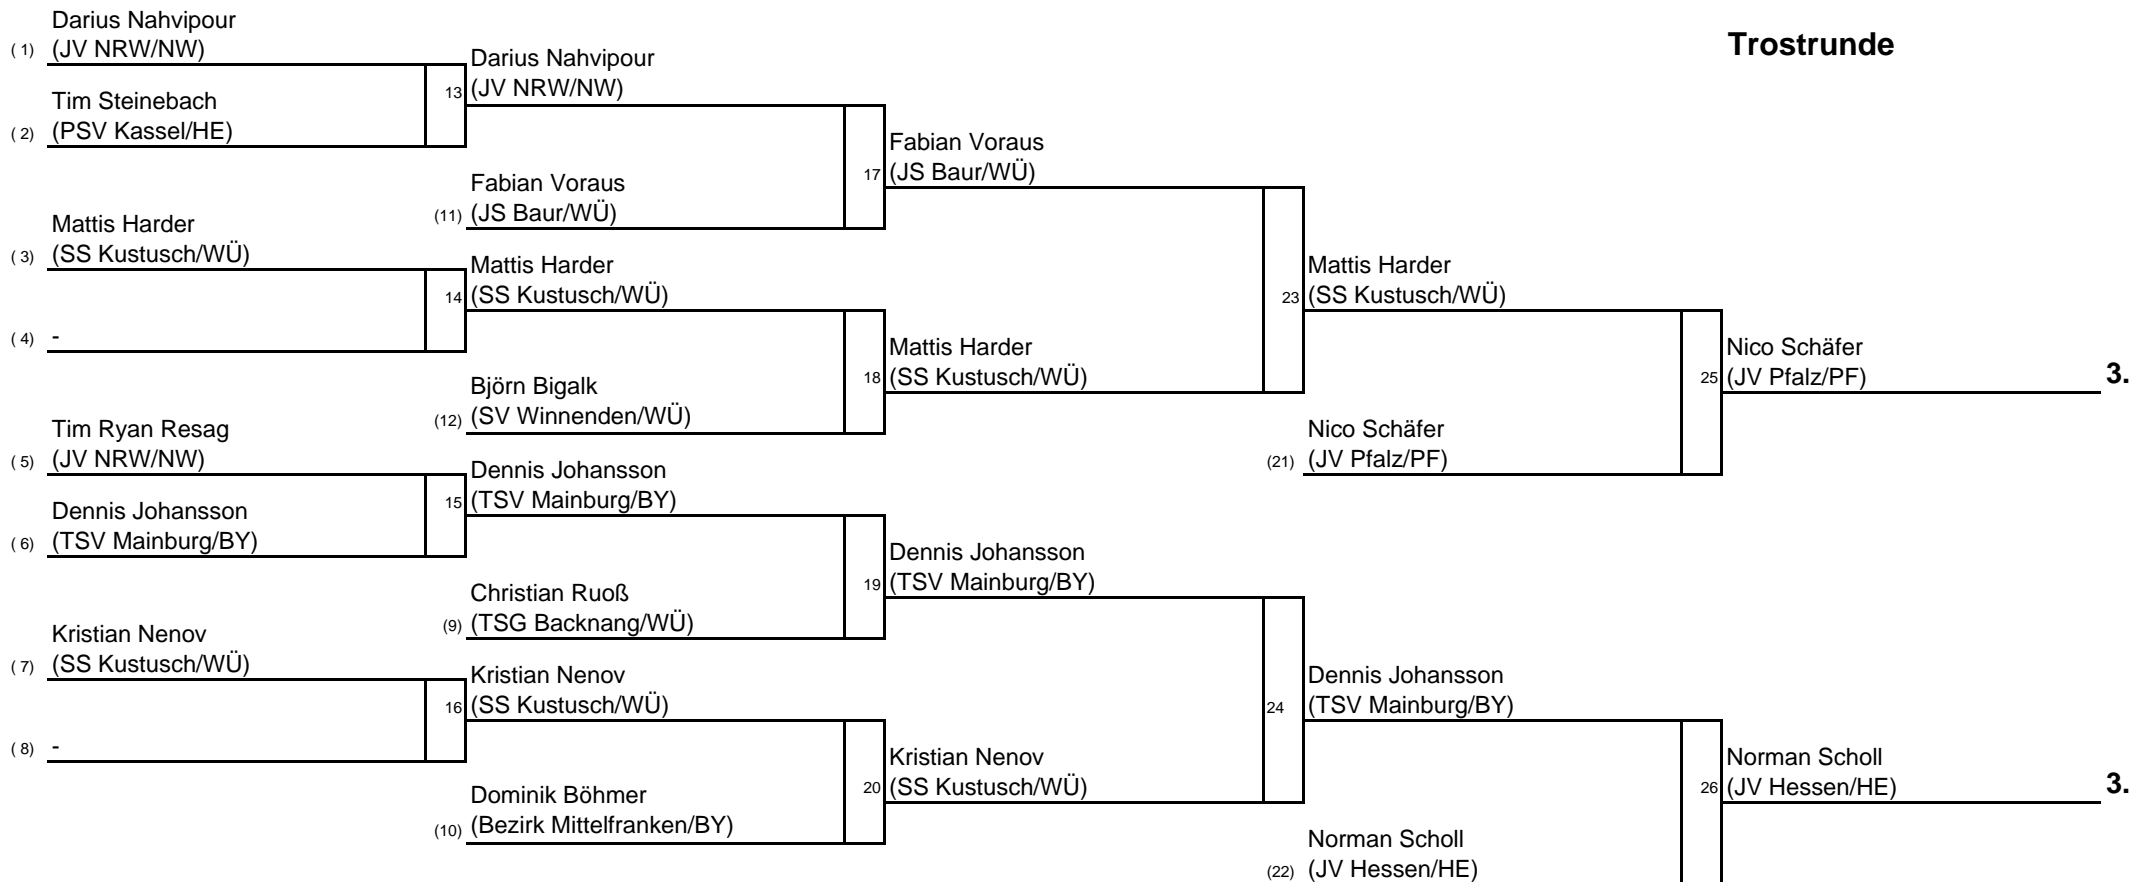 Trostrunde
Darius Nahvipour
( 1) (JV NRW/NW)
Tim Steinebach
( 2) (PSV Kassel/HE)
Mattis Harder
( 3) (SS Kustusch/WÜ)
( 4) -
Tim Ryan Resag
( 5) (JV NRW/NW)
Dennis Johansson
( 6) (TSV Mainburg/BY)
Kristian Nenov
( 7) (SS Kustusch/WÜ)
( 8) -
Darius Nahvipour
13 (JV NRW/NW)
Fabian Voraus
(11) (JS Baur/WÜ)
Mattis Harder
14 (SS Kustusch/WÜ)
Björn Bigalk
(12) (SV Winnenden/WÜ)
Dennis Johansson
15 (TSV Mainburg/BY)
Christian Ruoß
(9) (TSG Backnang/WÜ)
Kristian Nenov
16 (SS Kustusch/WÜ)
Dominik Böhmer
(10) (Bezirk Mittelfranken/BY)
Fabian Voraus
17 (JS Baur/WÜ)
Mattis Harder
18 (SS Kustusch/WÜ)
Dennis Johansson
19 (TSV Mainburg/BY)
Kristian Nenov
20 (SS Kustusch/WÜ)
Mattis Harder
23 (SS Kustusch/WÜ)
Nico Schäfer
(21) (JV Pfalz/PF)
Dennis Johansson
24 (TSV Mainburg/BY)
Norman Scholl
(22) (JV Hessen/HE)
Nico Schäfer
25 (JV Pfalz/PF) 3.
Norman Scholl
26 (JV Hessen/HE) 3.